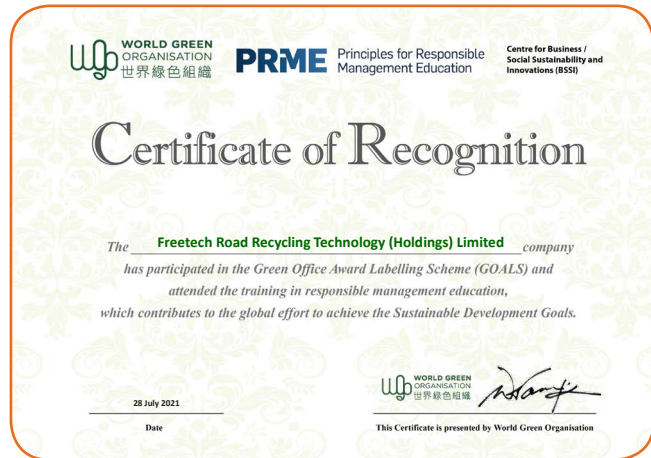 WORLD GREEN
ORGANISATION
世界綠色組織
PRME
Principles for Responsible
Management Education
Centre for Business /
Social Sustainability and
Innovations (BSSI)
Certificate of Recognition
The Freetech Road Recycling Technology (Holdings) Limited company
has participated in the Green Office Award Labelling Scheme (GOALS) and
attended the training in responsible management education,
which contributes to the global effort to achieve the Sustainable Development Goals.
WORLD GREEN
ORGANISATION
世界綠色組織
28 July 2021
Date
This Certificate is presented by World Green Organisation